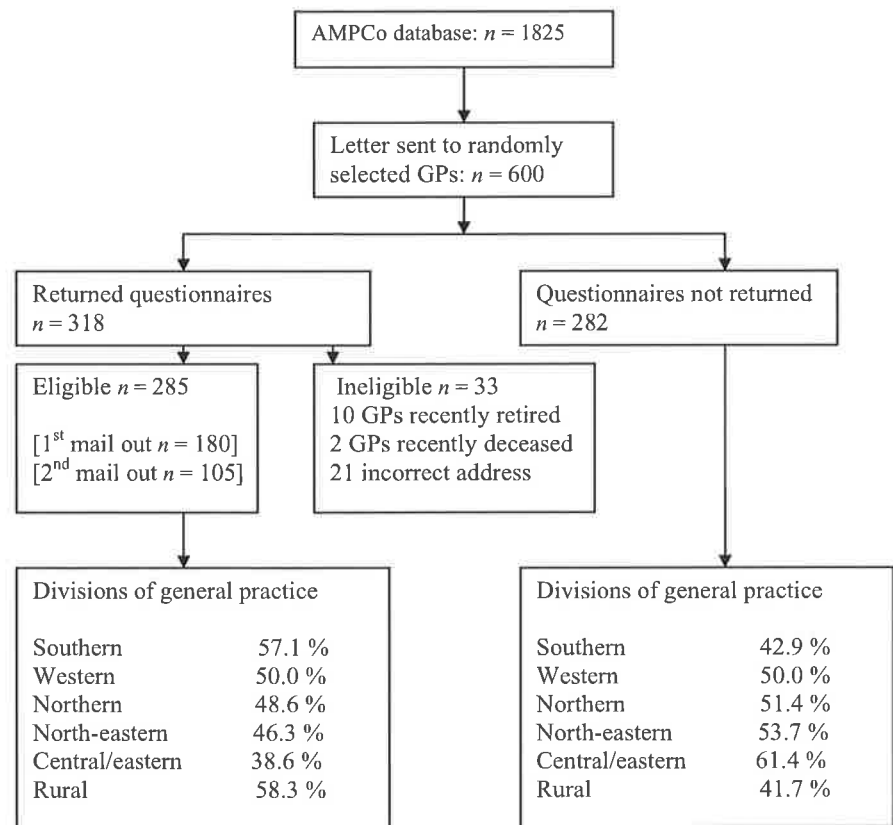 AMPCo database: n = 1825
Letter sent to randomly
selected GPs: n = 600
Returned questionnaires
n = 318
Questionnaires not returned
n = 282
Eligible n = 285
[1st mail out n = 180]
[2nd mail out n = 105]
Ineligible n = 33
10 GPs recently retired
2 GPs recently deceased
21 incorrect address
Divisions of general practice
Southern 57.1 %
Western 50.0 %
Northern 48.6 %
North-eastern 46.3 %
Central/eastern 38.6 %
Rural 58.3 %
Divisions of general practice
Southern 42.9 %
Western 50.0 %
Northern 51.4 %
North-eastern 53.7 %
Central/eastern 61.4 %
Rural 41.7 %